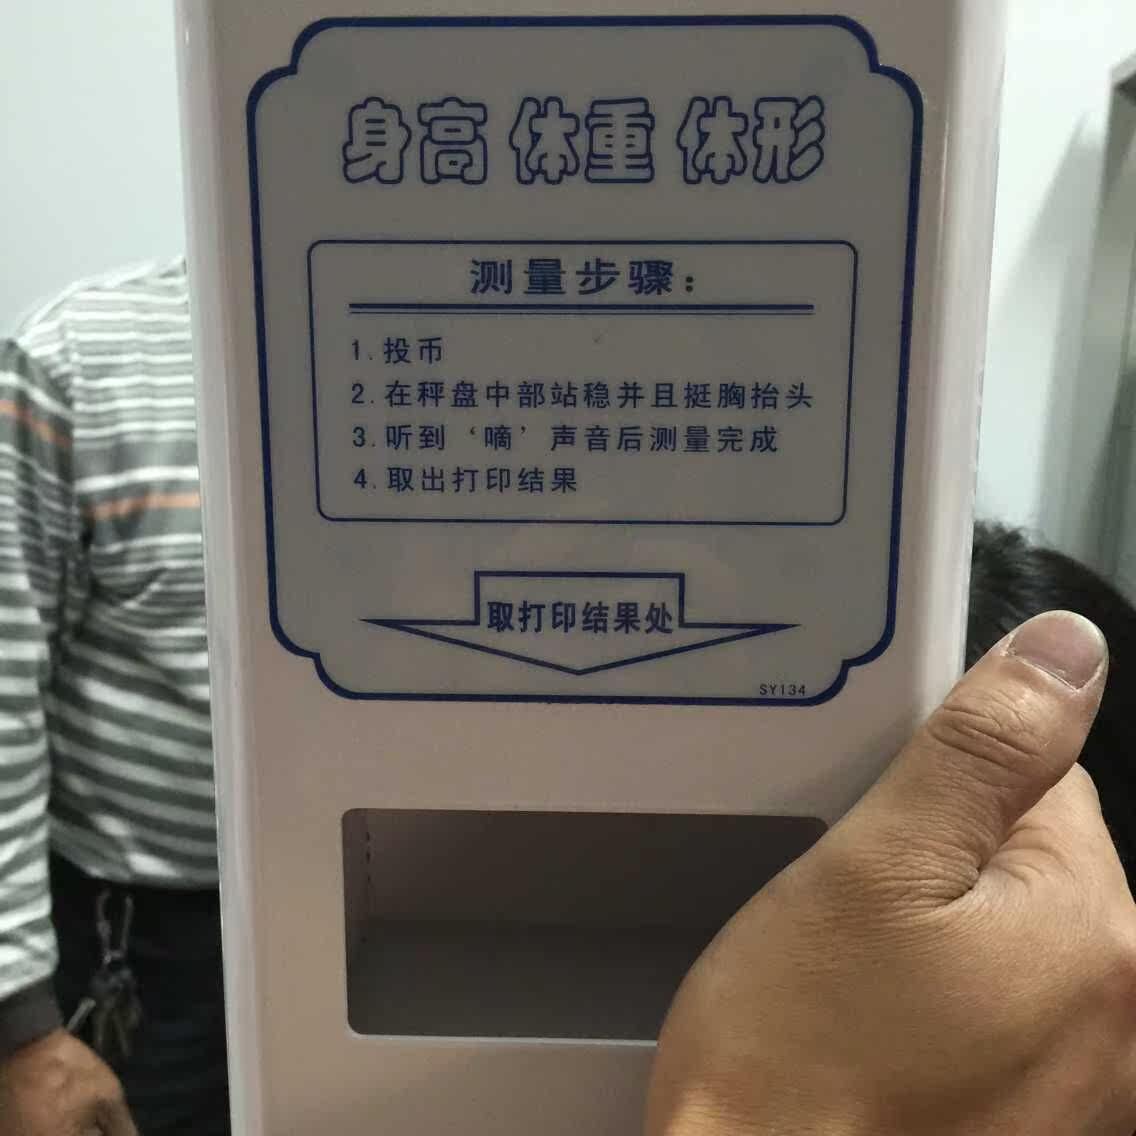 身高 体重 体形
测量步骤：
1.投币
2.在秤盘中部站稳并且挺胸抬头
3.听到‘嘀’声音后测量完成
4.取出打印结果
取打印结果处
SY134